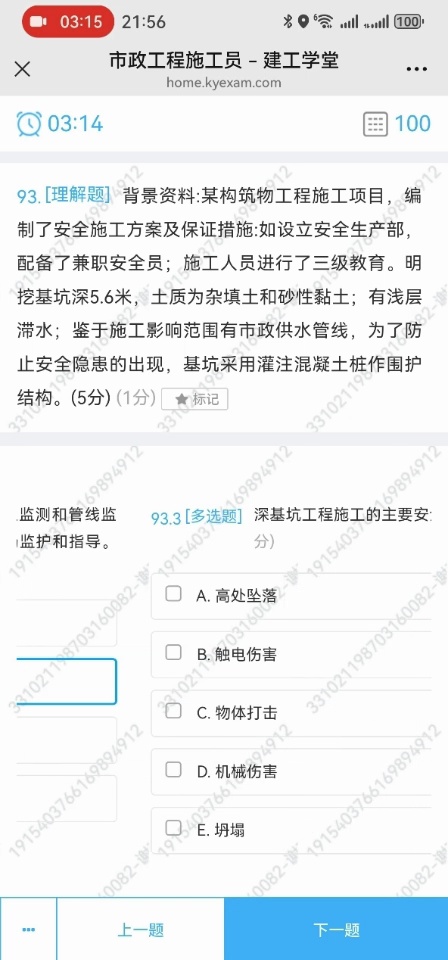 03:15 21:56 6 100
市政工程施工员 – 建工学堂
home.kyexam.com
03:14 100
93.[理解题] 背景资料:某构筑物工程施工项目，编
制了安全施工方案及保证措施:如设立安全生产部，
配备了兼职安全员；施工人员进行了三级教育。明
挖基坑深5.6米，土质为杂填土和砂性黏土；有浅层
滞水；鉴于施工影响范围有市政供水管线，为了防
止安全隐患的出现，基坑采用灌注混凝土桩作围护
结构。(5分) (1分) ★标记
监测和管线监
监护和指导。
93.3 [多选题] 深基坑工程施工的主要安
分)
A. 高处坠落
B. 触电伤害
C. 物体打击
D. 机械伤害
E. 坍塌
··· 上一题 下一题